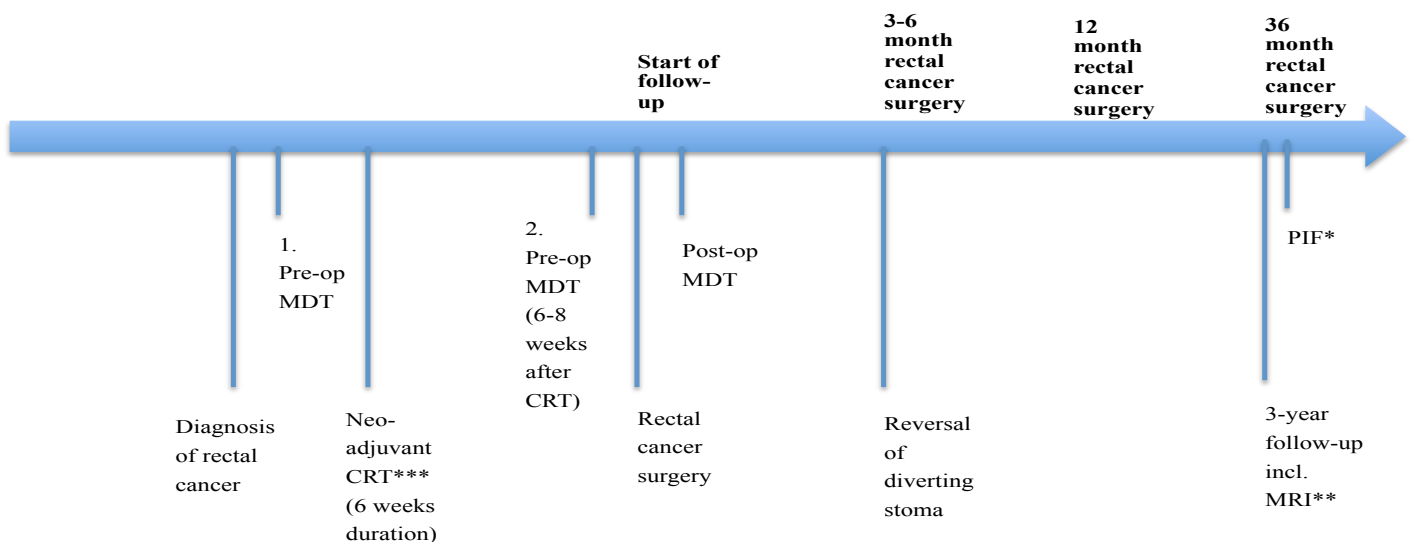 Start of
follow-
up
3-6
month
rectal
cancer
surgery
12
month
rectal
cancer
surgery
36
month
rectal
cancer
surgery
Diagnosis
of rectal
cancer
1.
Pre-op
MDT
Neo-
adjuvant
CRT***
(6 weeks
duration)
2.
Pre-op
MDT
(6-8
weeks
after
CRT)
Rectal
cancer
surgery
Post-op
MDT
Reversal
of
diverting
stoma
3-year
follow-up
incl.
MRI**
PIF*